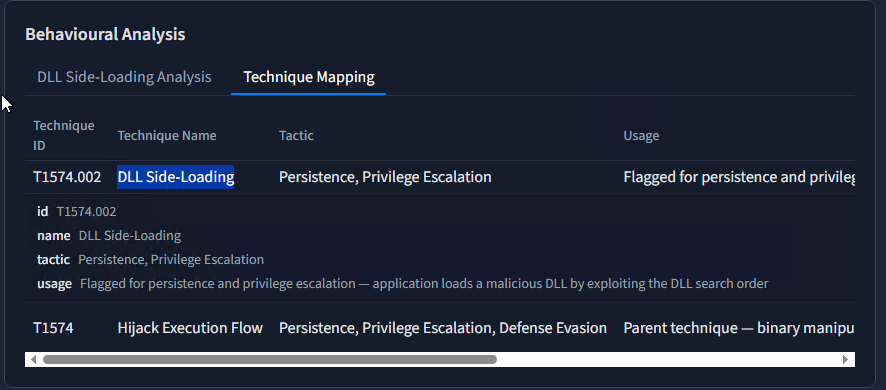 Behavioural Analysis
DLL Side-Loading Analysis Technique Mapping
Technique ID Technique Name Tactic Usage
T1574.002 DLL Side-Loading Persistence, Privilege Escalation Flagged for persistence and privileg
id T1574.002
name DLL Side-Loading
tactic Persistence, Privilege Escalation
usage Flagged for persistence and privilege escalation — application loads a malicious DLL by exploiting the DLL search order
T1574 Hijack Execution Flow Persistence, Privilege Escalation, Defense Evasion Parent technique — binary manipu